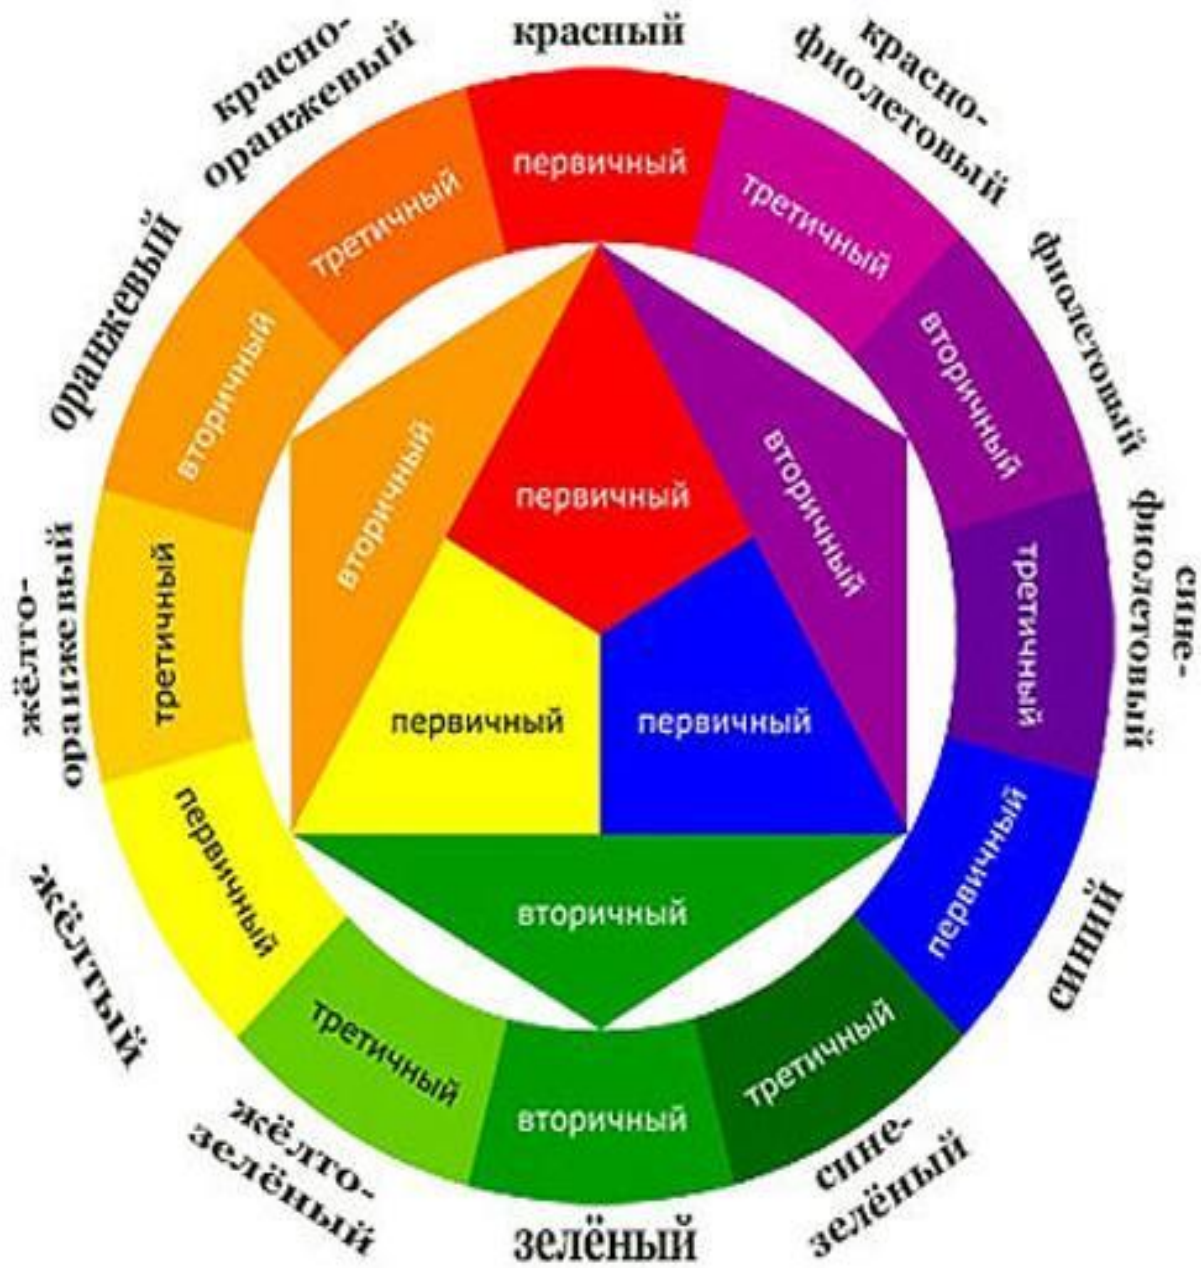 красный
красно-
фиолетовый
фиолетовый
сине-
фиолетовый
синий
сине-
зелёный
зелёный
жёлто-
зелёный
жёлтый
жёлто-
оранжевый
оранжевый
красно-
оранжевый
первичный
третичный
вторичный
третичный
первичный
третичный
вторичный
третичный
первичный
третичный
вторичный
третичный
первичный
вторичный
вторичный
первичный
первичный
вторичный